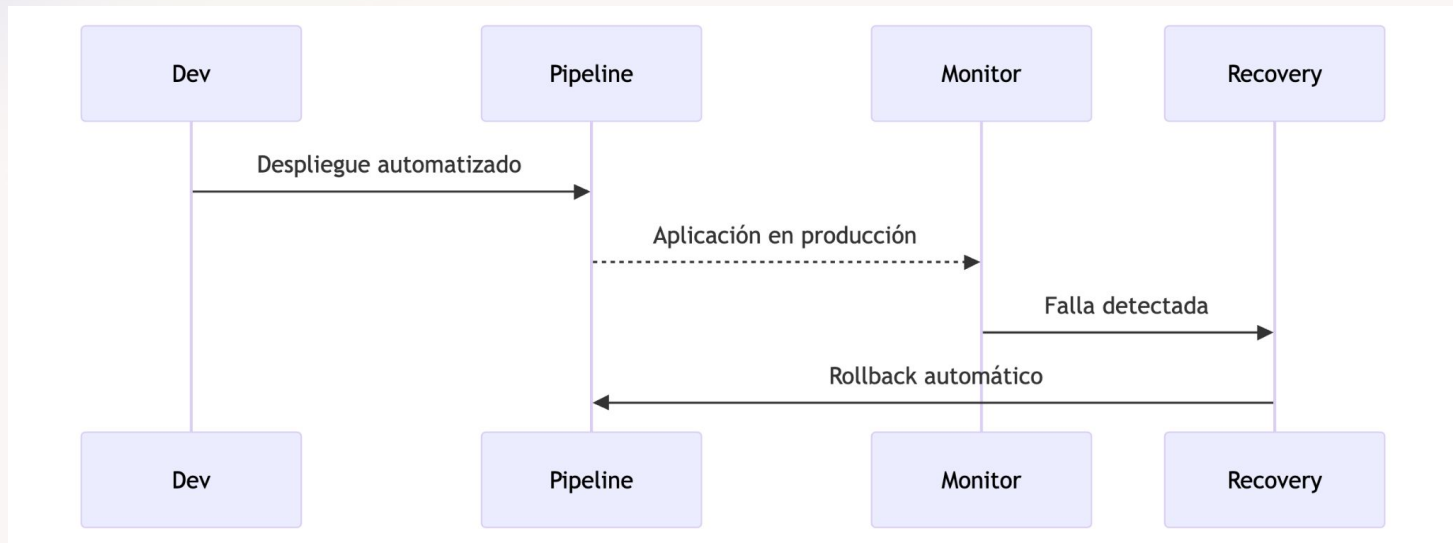 Dev
Pipeline
Monitor
Recovery
Despliegue automatizado
Aplicación en producción
Falla detectada
Rollback automático
Dev
Pipeline
Monitor
Recovery